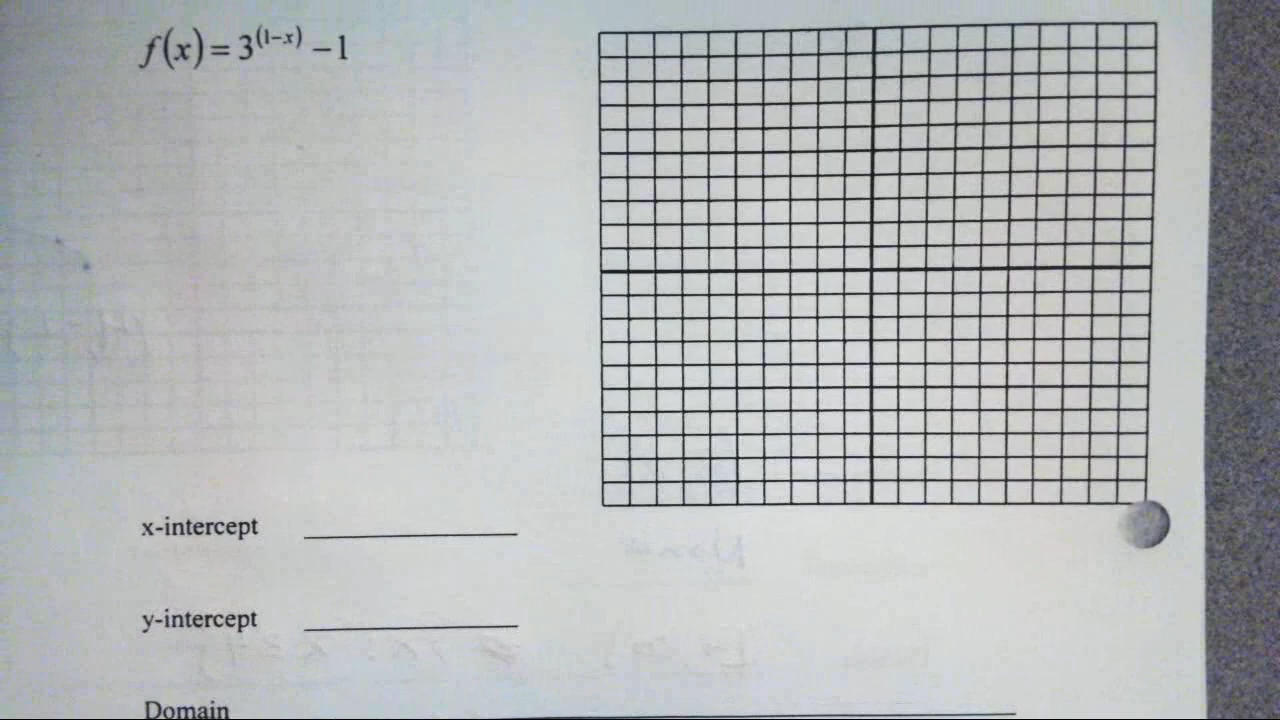 f(x) = 3^(1-x) – 1
x-intercept
y-intercept
Domain